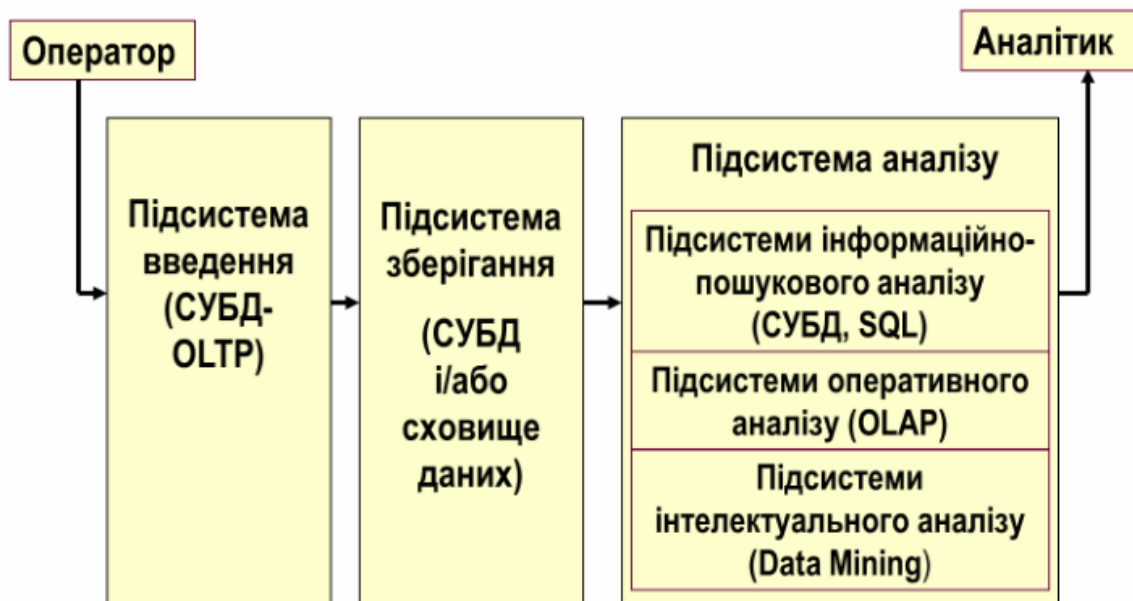 Оператор
Аналітик
Підсистема
введення
(СУБД-
OLTP)
Підсистема
зберігання
(СУБД
і/або
сховище
даних)
Підсистема аналізу
Підсистеми інформаційно-
пошукового аналізу
(СУБД, SQL)
Підсистеми оперативного
аналізу (OLAP)
Підсистеми
інтелектуального аналізу
(Data Mining)